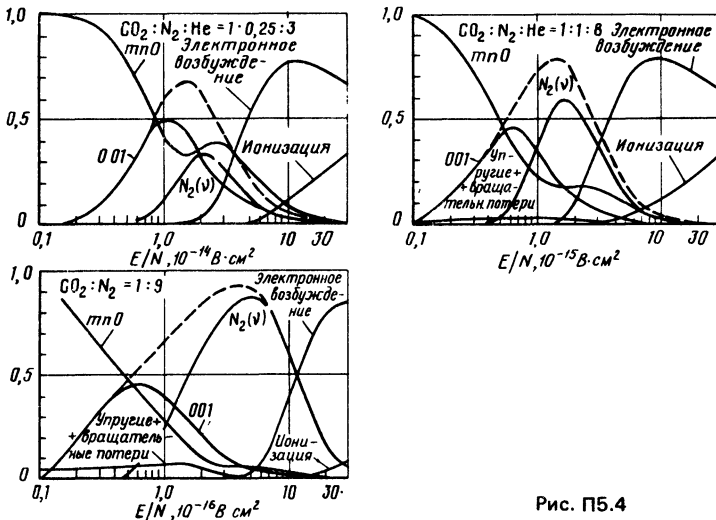 CO₂:N₂:He=1·0,25:3
1,0
mn0
Электронное
возбужде-
ние
0,5
001
N₂(ν)
Ионизация
0
0,1
1,0
10
30
E/N, 10⁻¹⁴ В·см²
CO₂:N₂:He=1:1:8
1,0
mn0
Электронное
возбуждение
N₂(ν)
0,5
001
Уп-
ругие+
+враща-
тельн. потери
Ионизация
0
0,1
1,0
10
30
E/N, 10⁻¹⁵ В·см²
CO₂:N₂=1:9
1,0
mn0
Электронное
возбужде-
ние
N₂(ν)
0,5
001
Упругие+
+вращатель-
ные потери
Иони-
зация
0
0,1
1,0
10
30·
E/N, 10⁻¹⁶ В см²
Рис. П5.4